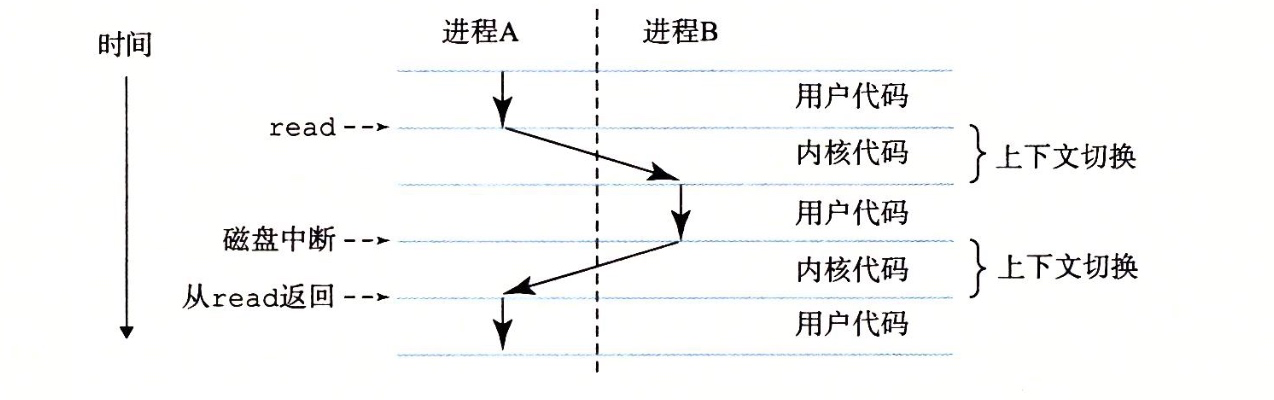 进程A
进程B
时间
用户代码
read
内核代码
上下文切换
用户代码
磁盘中断
内核代码
上下文切换
从read返回
用户代码